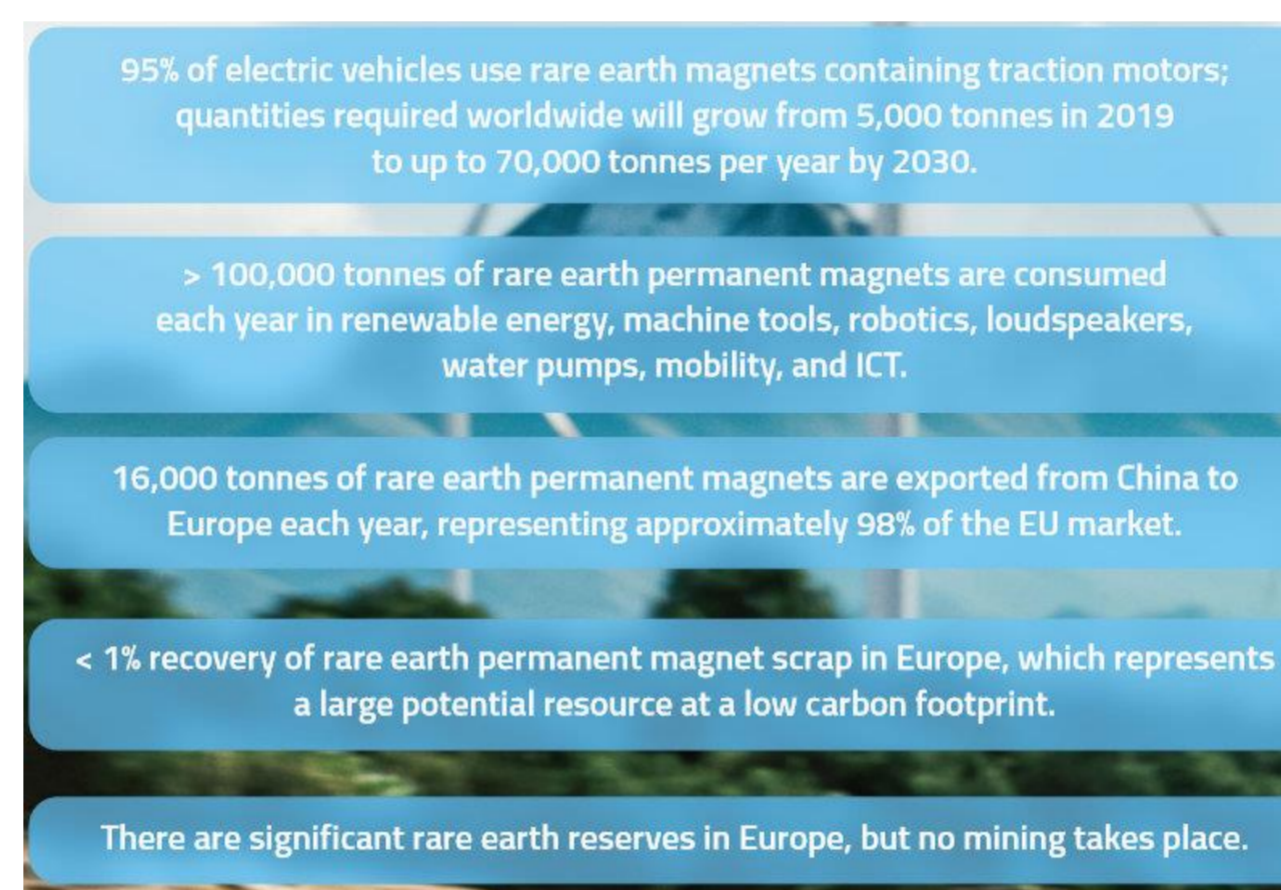 95% of electric vehicles use rare earth magnets containing traction motors;
quantities required worldwide will grow from 5,000 tonnes in 2019
to up to 70,000 tonnes per year by 2030.
> 100,000 tonnes of rare earth permanent magnets are consumed
each year in renewable energy, machine tools, robotics, loudspeakers,
water pumps, mobility, and ICT.
16,000 tonnes of rare earth permanent magnets are exported from China to
Europe each year, representing approximately 98% of the EU market.
< 1% recovery of rare earth permanent magnet scrap in Europe, which represents
a large potential resource at a low carbon footprint.
There are significant rare earth reserves in Europe, but no mining takes place.